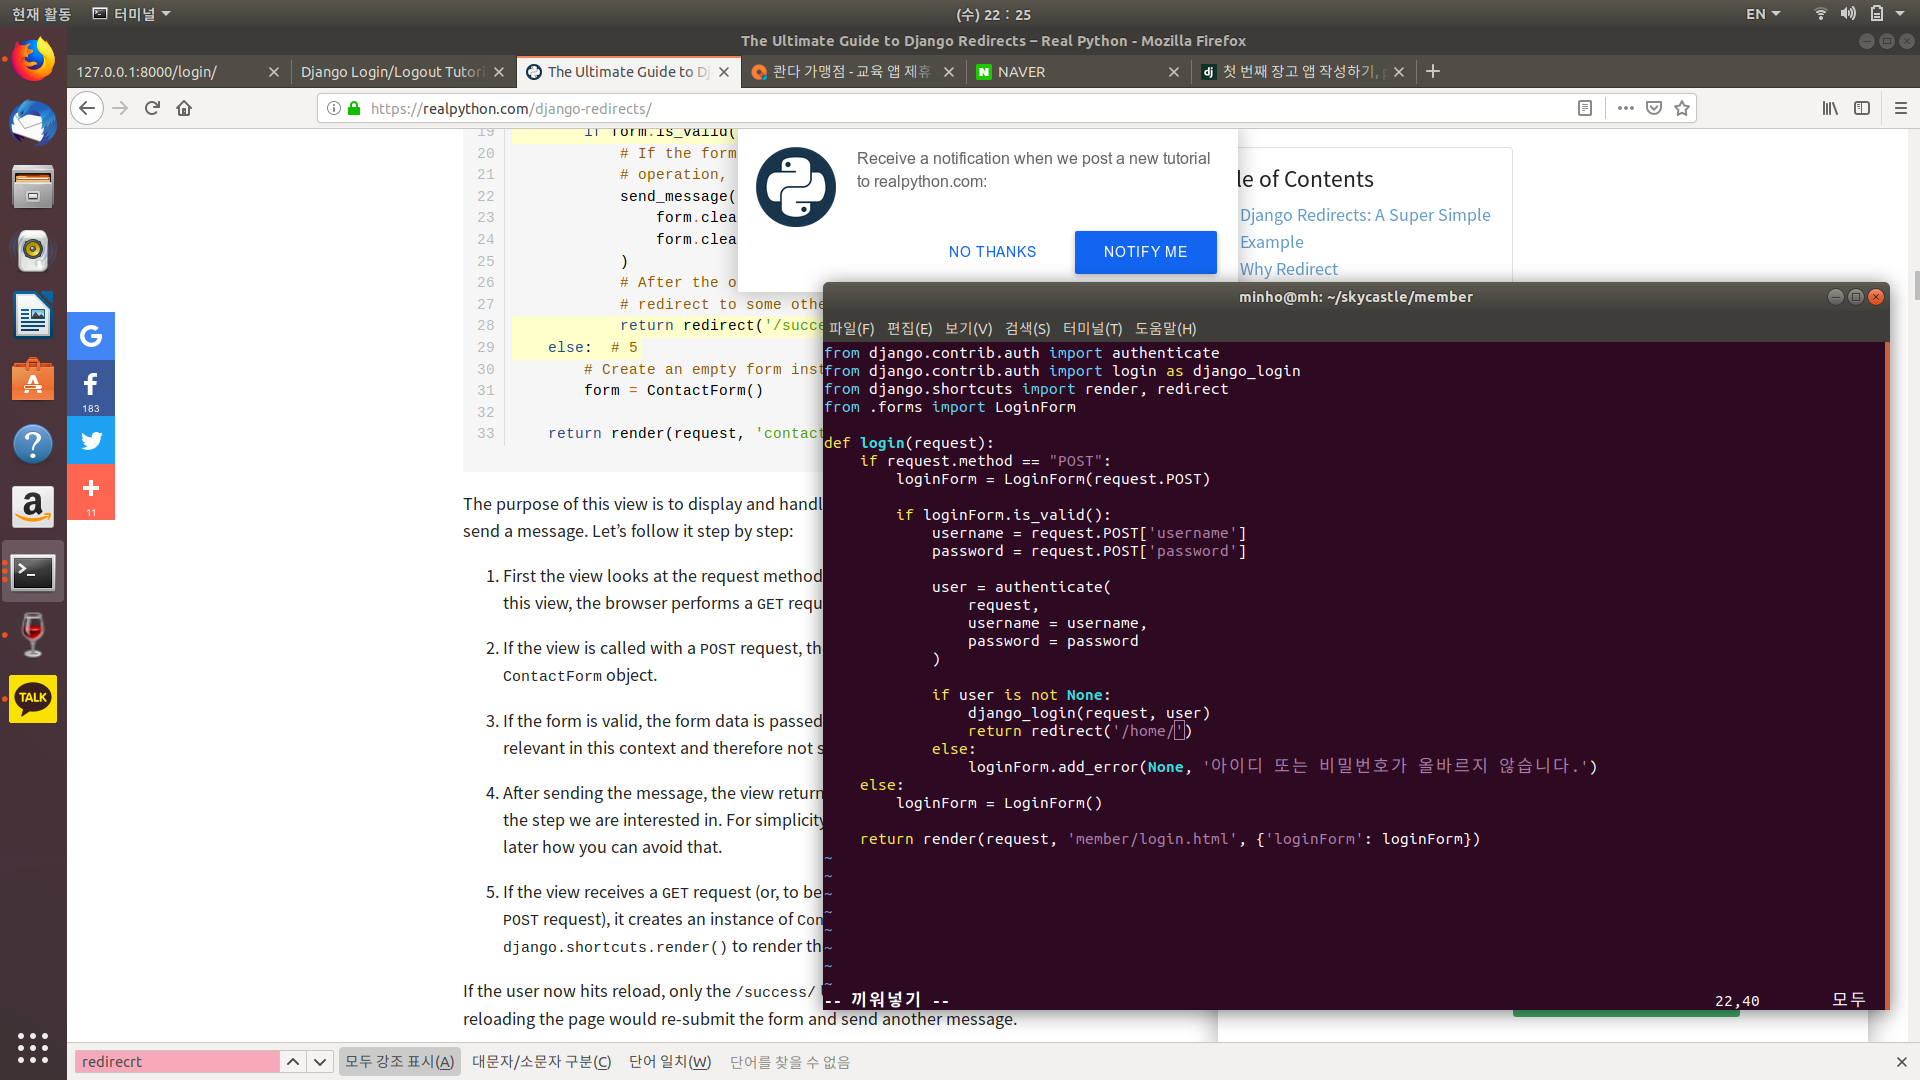 현재 활동
터미널
(수) 22 : 25
EN
The Ultimate Guide to Django Redirects – Real Python - Mozilla Firefox
127.0.0.1:8000/login/
Django Login/Logout Tutori
The Ultimate Guide to Dj
콴다 가맹점 - 교육 앱 제휴
NAVER
첫 번째 장고 앱 작성하기,
https://realpython.com/django-redirects/
19 if form.is_valid(
20 # If the form
21 # operation,
22 send_message(
23 form.clea
24 form.clea
25 )
26 # After the o
27 # redirect to some othe
28 return redirect('/succe
29 else: # 5
30 # Create an empty form inst
31 form = ContactForm()
32
33 return render(request, 'contac
Receive a notification when we post a new tutorial
to realpython.com:
NO THANKS
NOTIFY ME
le of Contents
Django Redirects: A Super Simple
Example
Why Redirect
G
f
183
+
11
The purpose of this view is to display and handl
send a message. Let’s follow it step by step:
1. First the view looks at the request method
this view, the browser performs a GET requ
2. If the view is called with a POST request, th
ContactForm object.
3. If the form is valid, the form data is passed
relevant in this context and therefore not s
4. After sending the message, the view return
the step we are interested in. For simplicity
later how you can avoid that.
5. If the view receives a GET request (or, to be
POST request), it creates an instance of Con
django.shortcuts.render() to render th
If the user now hits reload, only the /success/
reloading the page would re-submit the form and send another message.
minho@mh: ~/skycastle/member
파일(F) 편집(E) 보기(V) 검색(S) 터미널(T) 도움말(H)
from django.contrib.auth import authenticate
from django.contrib.auth import login as django_login
from django.shortcuts import render, redirect
from .forms import LoginForm
def login(request):
if request.method == "POST":
loginForm = LoginForm(request.POST)
if loginForm.is_valid():
username = request.POST['username']
password = request.POST['password']
user = authenticate(
request,
username = username,
password = password
)
if user is not None:
django_login(request, user)
return redirect('/home/')
else:
loginForm.add_error(None, '아이디 또는 비밀번호가 올바르지 않습니다.')
else:
loginForm = LoginForm()
return render(request, 'member/login.html', {'loginForm': loginForm})
~
~
~
~
~
~
~
~
-- 끼워넣기 --
22,40
모두
TALK
redirecrt
모두 강조 표시(A)
대문자/소문자 구분(C)
단어 일치(W)
단어를 찾을 수 없음